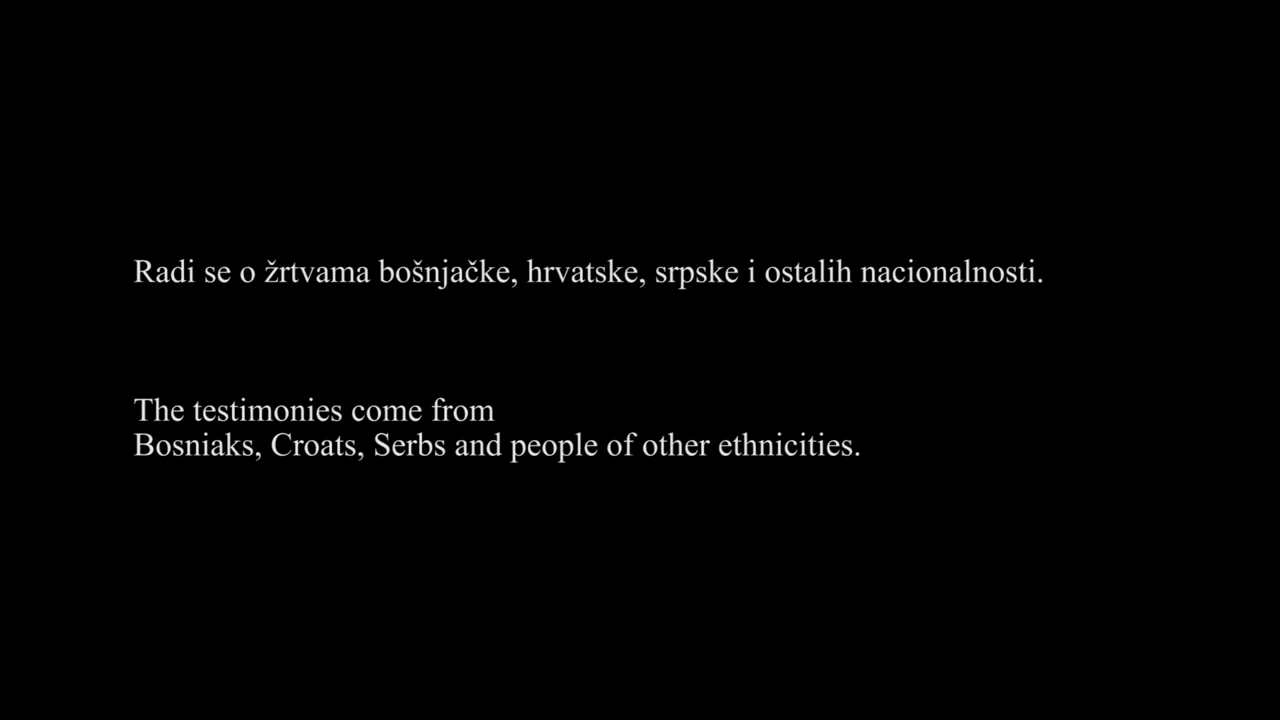 Radi se o žrtvama bošnjačke, hrvatske, srpske i ostalih nacionalnosti.
The testimonies come from
Bosniaks, Croats, Serbs and people of other ethnicities.